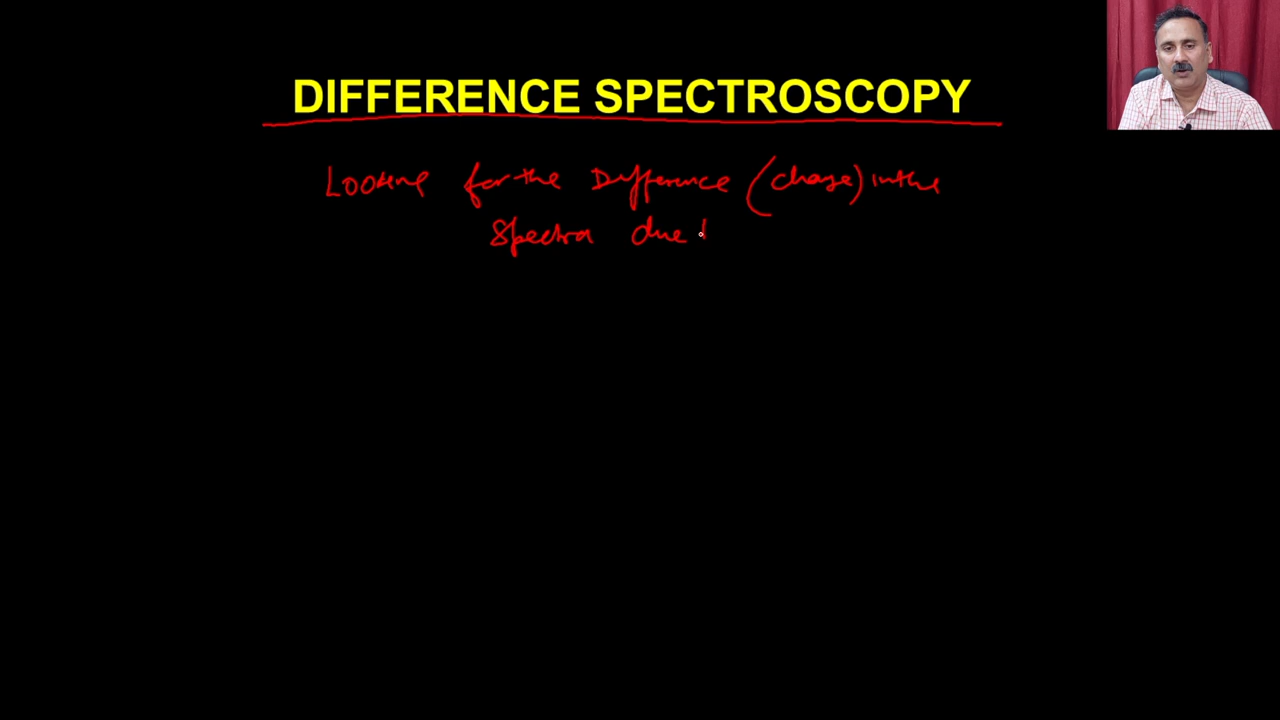 DIFFERENCE SPECTROSCOPY
Looking for the Difference (change) in the
Spectra due